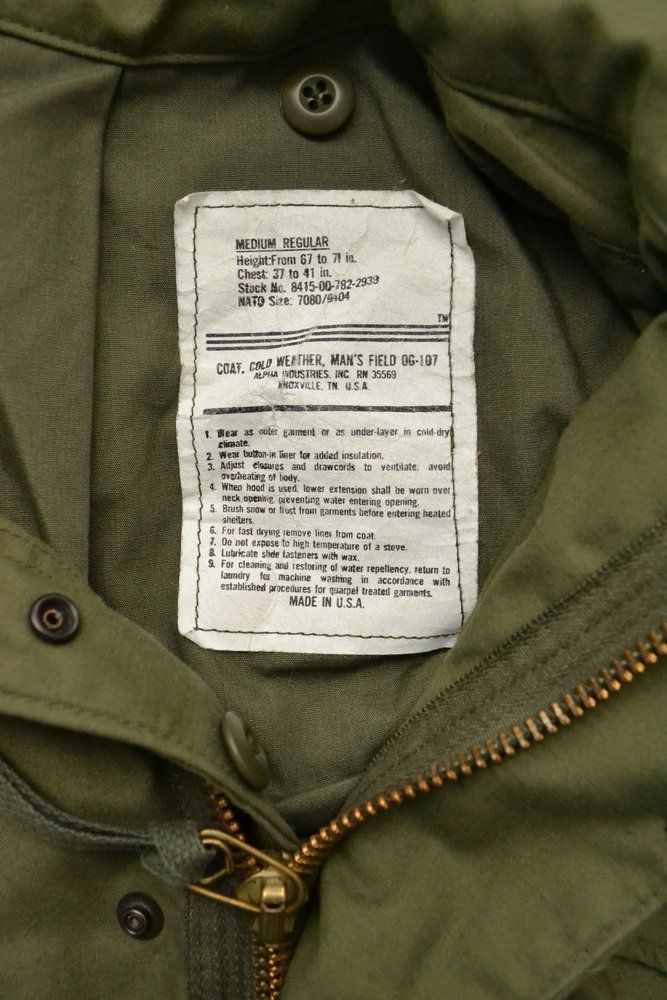 MEDIUM REGULAR
Height:From 67 to 71 in.
Chest: 37 to 41 in.
Stock No. 8415-00-782-2939
NATO Size: 7080/9404
TM
COAT, COLD WEATHER, MAN'S FIELD OG-107
ALPHA INDUSTRIES, INC. RN 35569
KNOXVILLE, TN. U.S.A.
1. Wear as outer garment or as under-layer in cold-dry
climate.
2. Wear button-in liner for added insulation.
3. Adjust closures and drawcords to ventilate, avoid
overheating of body.
4. When hood is used, lower extension shall be worn over
neck opening, preventing water entering opening.
5. Brush snow or frost from garments before entering heated
shelters.
6. For fast drying remove liner from coat.
7. Do not expose to high temperature of a stove.
8. Lubricate slide fasteners with wax.
9. For cleaning and restoring of water repellency, return to
laundry for machine washing in accordance with
established procedures for quarpel treated garments.
MADE IN U.S.A.